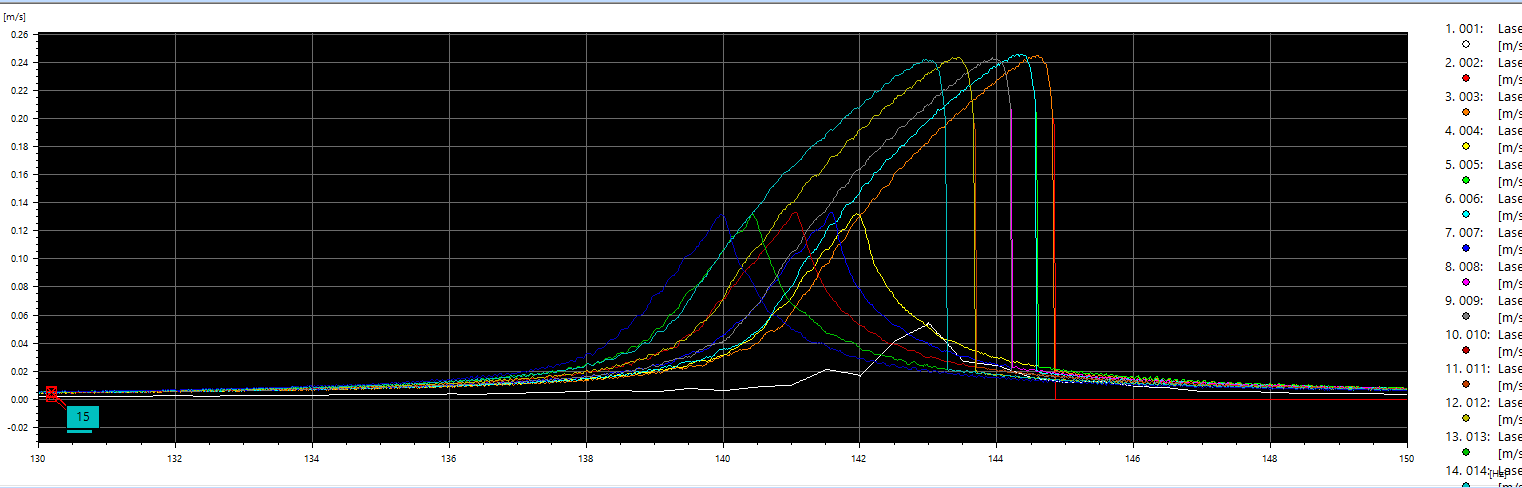 [m/s]
0.26
0.24
0.22
0.20
0.18
0.16
0.14
0.12
0.10
0.08
0.06
0.04
0.02
0.00
-0.02
15
130 132 134 136 138 140 142 144 146 148 150
1. 001: Lase
[m/s
2. 002: Lase
[m/s
3. 003: Lase
[m/s
4. 004: Lase
[m/s
5. 005: Lase
[m/s
6. 006: Lase
[m/s
7. 007: Lase
[m/s
8. 008: Lase
[m/s
9. 009: Lase
[m/s
10. 010: Lase
[m/s
11. 011: Lase
[m/s
12. 012: Lase
[m/s
13. 013: Lase
[m/s
14. 014: Lase
[Hz]